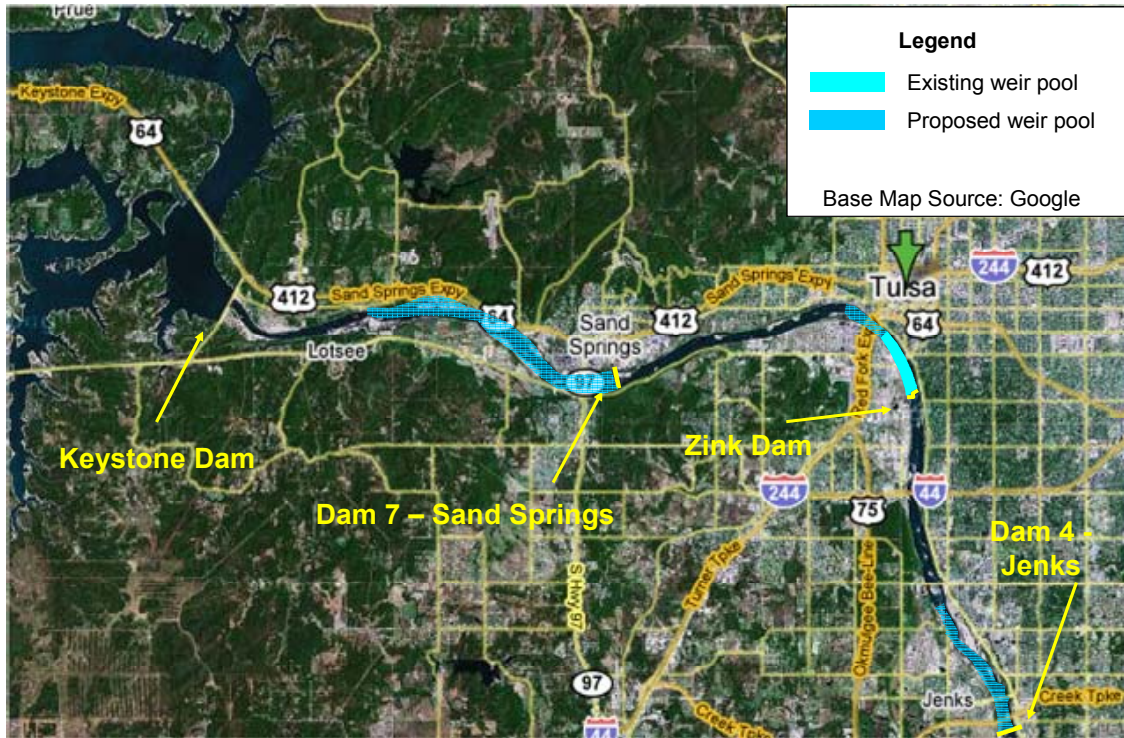 Prue
Legend
Existing weir pool
Proposed weir pool
Base Map Source: Google
Keystone Expy
64
244
412
Tulsa
412
Sand Springs Expy
64
Sand
Springs
412
Sand Springs Expy
64
Lotsee
97
Keystone Dam
Zink Dam
Dam 7 – Sand Springs
244
44
75
Dam 4 -
Jenks
S Hwy 97
Turner Tpke
Okmulgee Bee-Line
97
44
Creek Tpke
Jenks
Creek Tpke